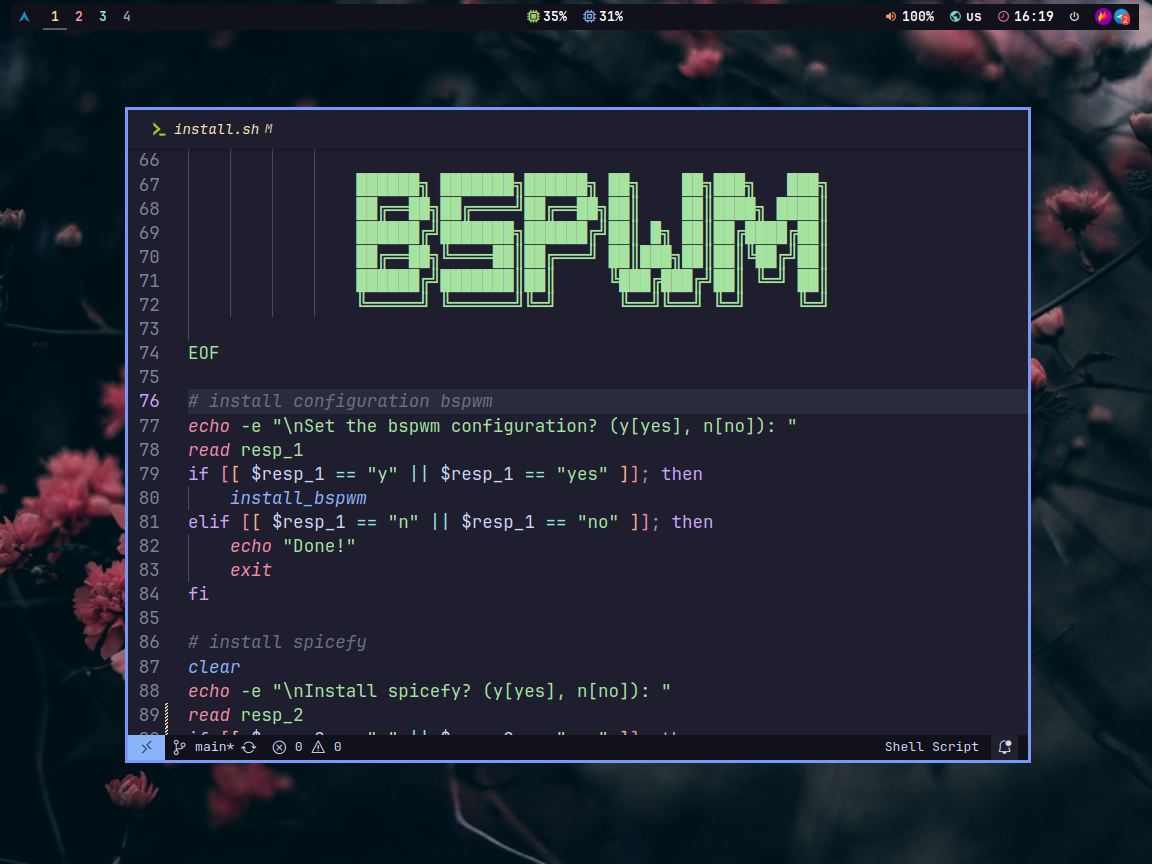 1 2 3 4 35% 31% 100% us 16:19 2
install.sh M
66
67
68
69
70
71
72
BSPWM
73
74 EOF
75
76 # install configuration bspwm
77 echo -e "\nSet the bspwm configuration? (y[yes], n[no]): "
78 read resp_1
79 if [[ $resp_1 == "y" || $resp_1 == "yes" ]]; then
80 install_bspwm
81 elif [[ $resp_1 == "n" || $resp_1 == "no" ]]; then
82 echo "Done!"
83 exit
84 fi
85
86 # install spicefy
87 clear
88 echo -e "\nInstall spicefy? (y[yes], n[no]): "
89 read resp_2
main* 0 0 Shell Script